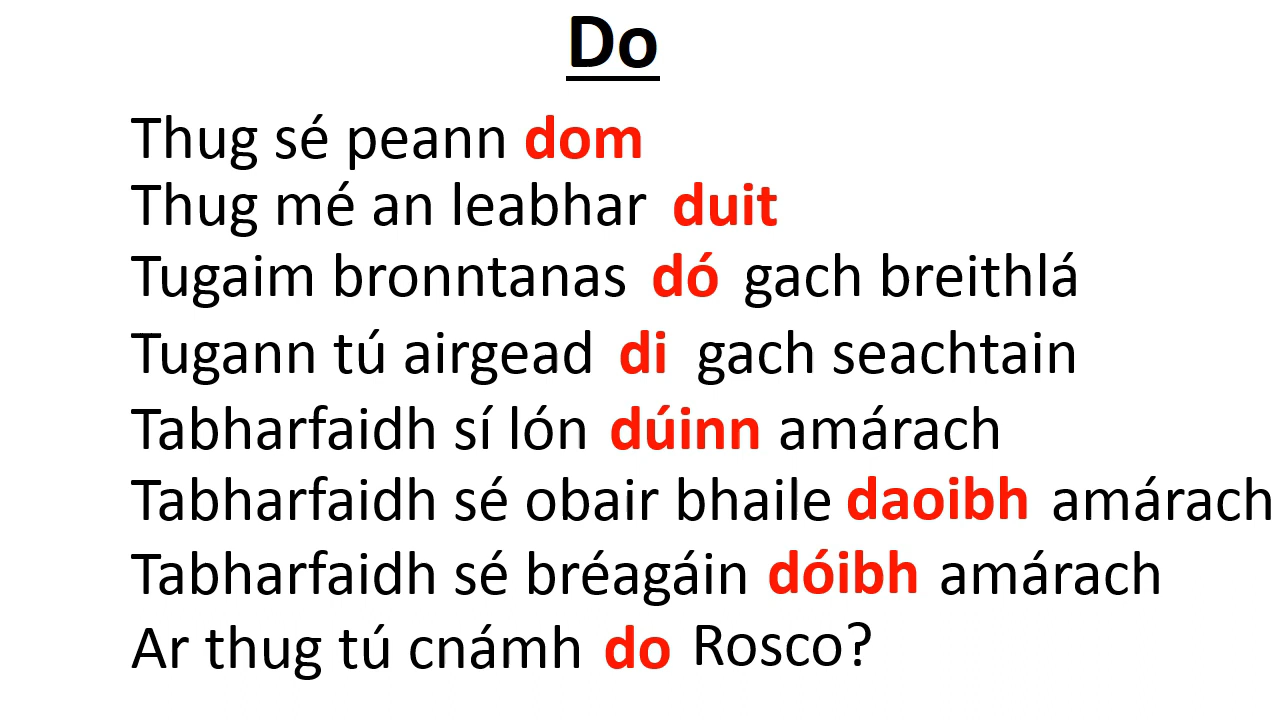 Do
Thug sé peann dom
Thug mé an leabhar duit
Tugaim bronntanas dó gach breithlá
Tugann tú airgead di gach seachtain
Tabharfaidh sí lón dúinn amárach
Tabharfaidh sé obair bhaile daoibh amárach
Tabharfaidh sé bréagáin dóibh amárach
Ar thug tú cnámh do Rosco?